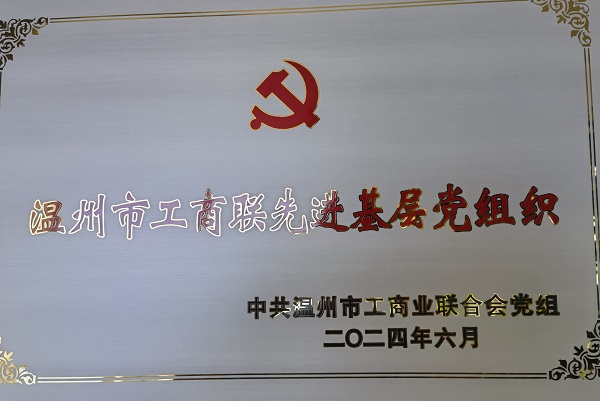 温州市工商联先进基层党组织
中共温州市工商业联合会党组
二〇二四年六月